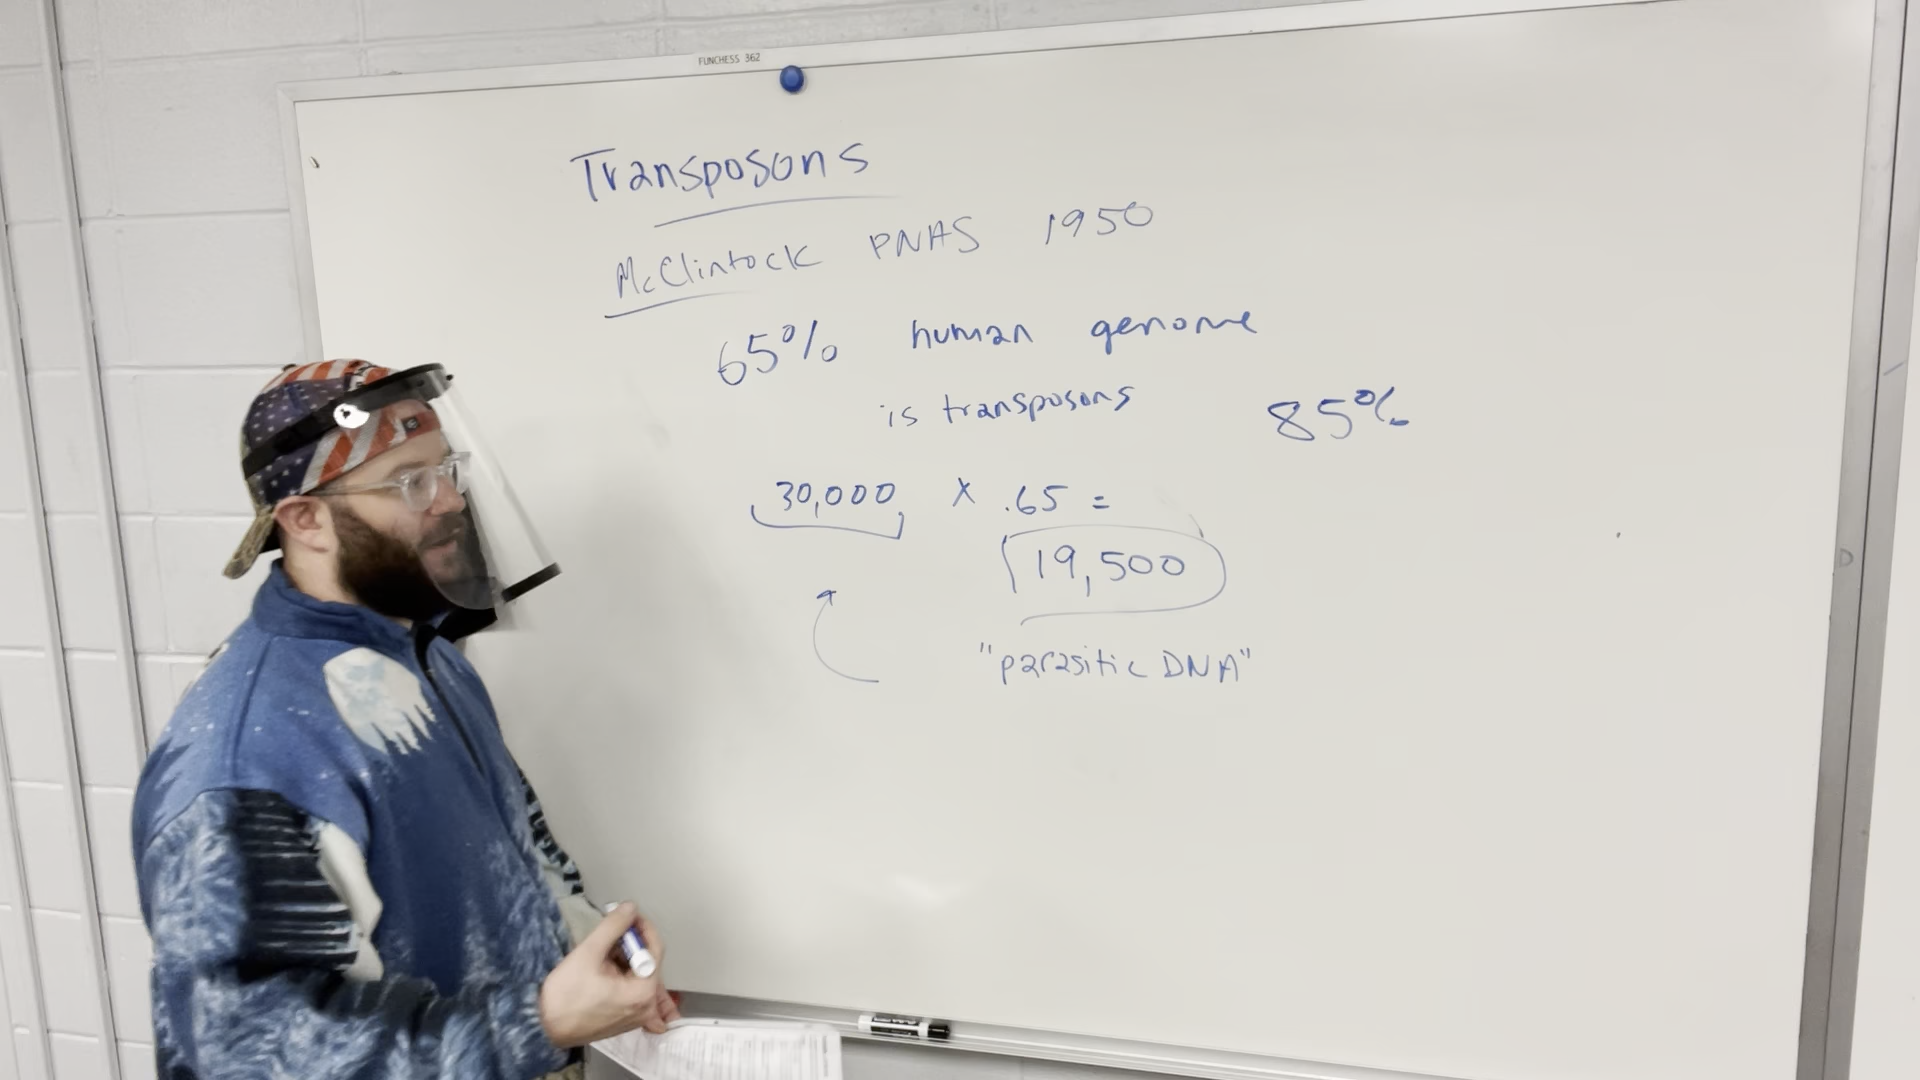 FUNCHESS 362
Transposons
McClintock PNAS 1950
65% human genome
is transposons 85%
30,000 x .65 =
19,500
"parasitic DNA"